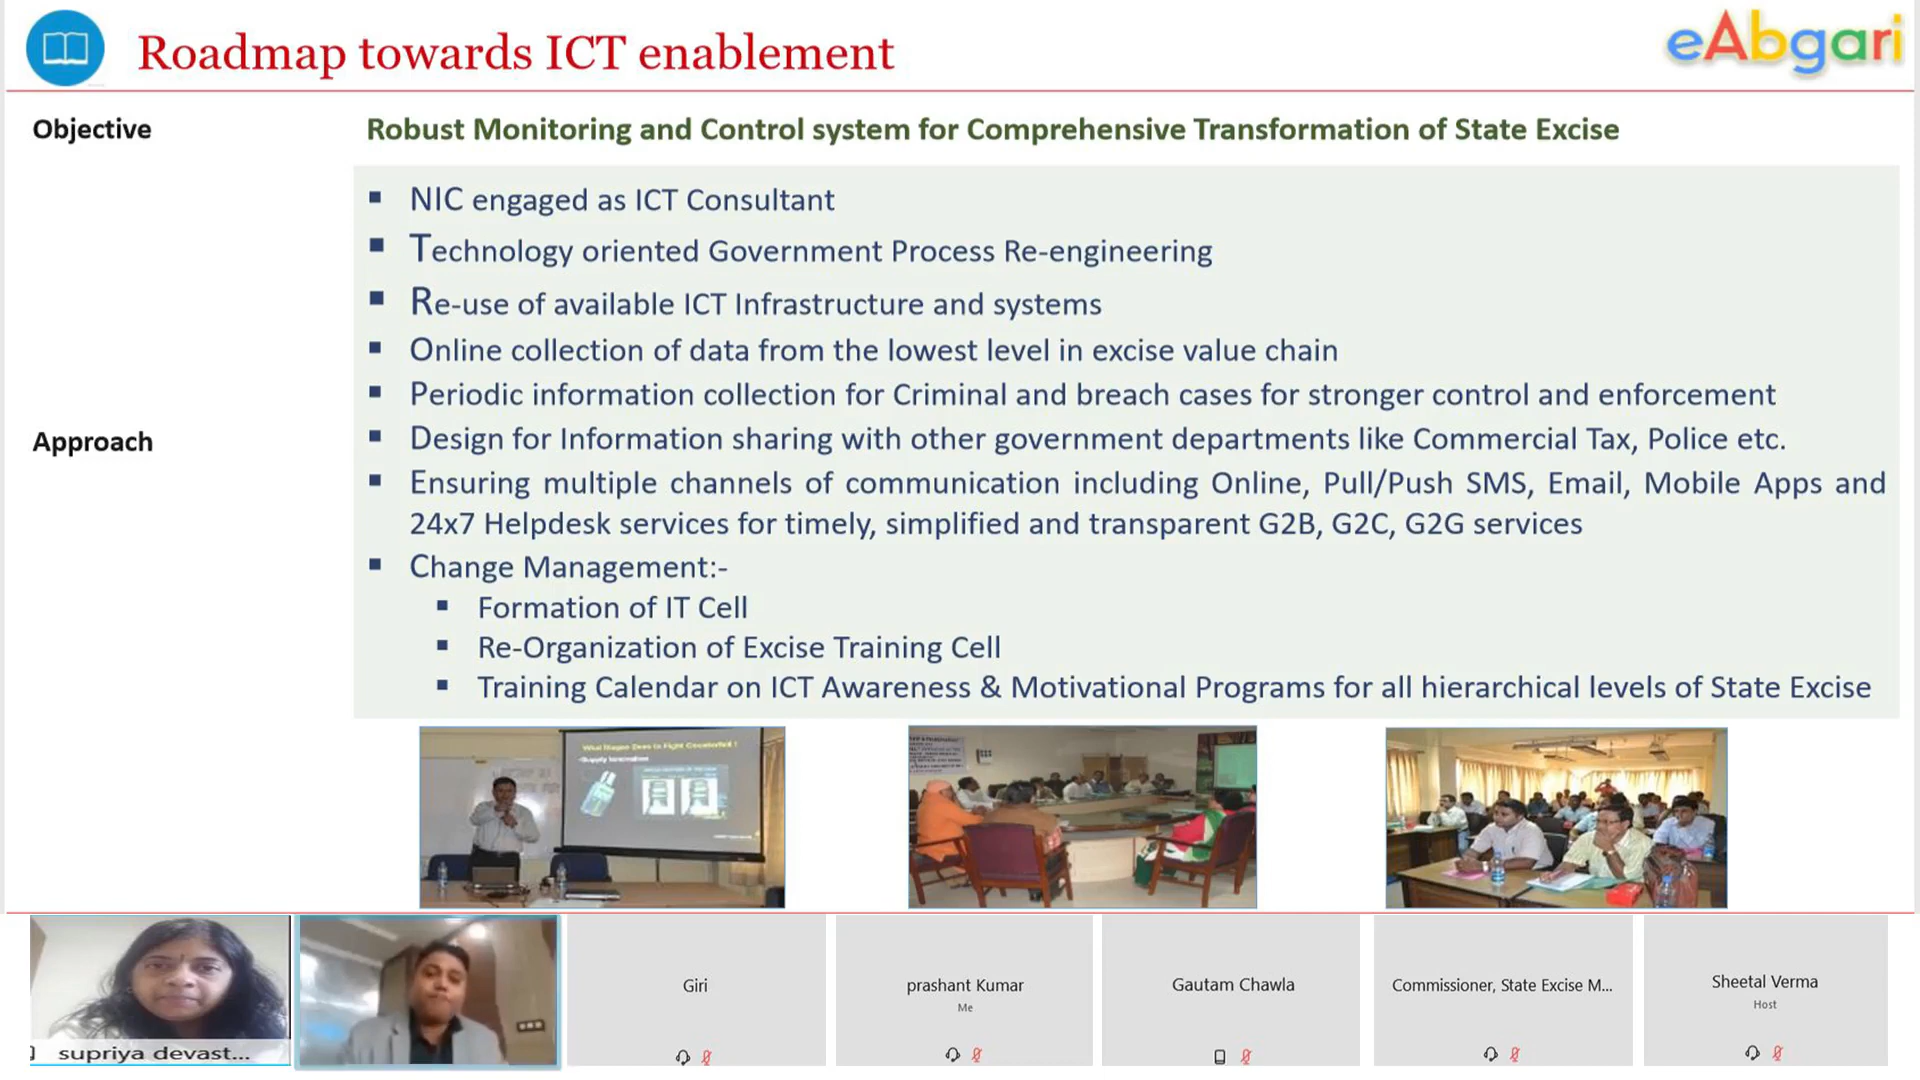 Roadmap towards ICT enablement
eAbgari
Objective
Robust Monitoring and Control system for Comprehensive Transformation of State Excise
Approach
▪ NIC engaged as ICT Consultant
▪ Technology oriented Government Process Re-engineering
▪ Re-use of available ICT Infrastructure and systems
▪ Online collection of data from the lowest level in excise value chain
▪ Periodic information collection for Criminal and breach cases for stronger control and enforcement
▪ Design for Information sharing with other government departments like Commercial Tax, Police etc.
▪ Ensuring multiple channels of communication including Online, Pull/Push SMS, Email, Mobile Apps and
24x7 Helpdesk services for timely, simplified and transparent G2B, G2C, G2G services
▪ Change Management:-
▪ Formation of IT Cell
▪ Re-Organization of Excise Training Cell
▪ Training Calendar on ICT Awareness & Motivational Programs for all hierarchical levels of State Excise
supriya devast...
Giri
prashant Kumar
Me
Gautam Chawla
Commissioner, State Excise M...
Sheetal Verma
Host